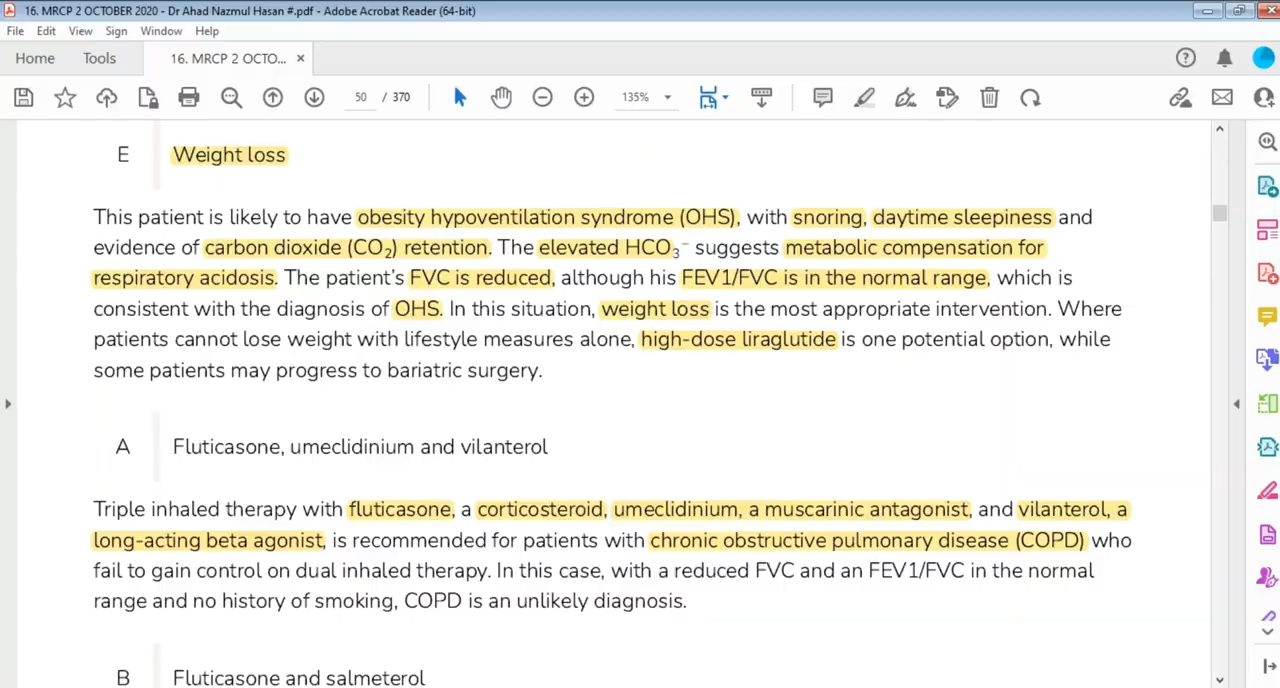 16. MRCP 2 OCTOBER 2020 - Dr Ahad Nazmul Hasan #.pdf - Adobe Acrobat Reader (64-bit)
File Edit View Sign Window Help
Home Tools 16. MRCP 2 OCTO... ×
50 / 370 135%
E Weight loss
This patient is likely to have obesity hypoventilation syndrome (OHS), with snoring, daytime sleepiness and
evidence of carbon dioxide (CO₂) retention. The elevated HCO₃⁻ suggests metabolic compensation for
respiratory acidosis. The patient’s FVC is reduced, although his FEV1/FVC is in the normal range, which is
consistent with the diagnosis of OHS. In this situation, weight loss is the most appropriate intervention. Where
patients cannot lose weight with lifestyle measures alone, high-dose liraglutide is one potential option, while
some patients may progress to bariatric surgery.
A Fluticasone, umeclidinium and vilanterol
Triple inhaled therapy with fluticasone, a corticosteroid, umeclidinium, a muscarinic antagonist, and vilanterol, a
long-acting beta agonist, is recommended for patients with chronic obstructive pulmonary disease (COPD) who
fail to gain control on dual inhaled therapy. In this case, with a reduced FVC and an FEV1/FVC in the normal
range and no history of smoking, COPD is an unlikely diagnosis.
B Fluticasone and salmeterol